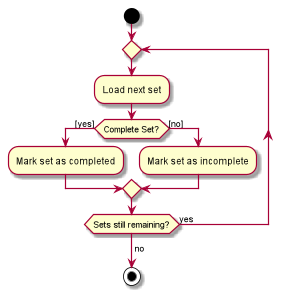 Load next set
[yes]
Complete Set?
[no]
Mark set as completed
Mark set as incomplete
Sets still remaining?
yes
no